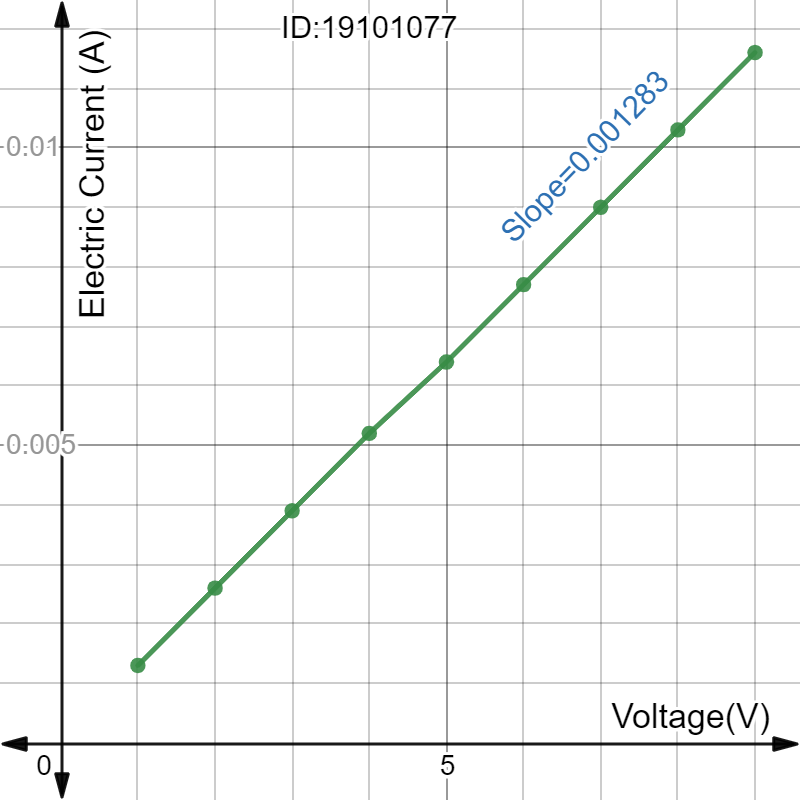 ID:19101077
Electric Current (A)
Slope=0.001283
0.01
0.005
Voltage(V)
0
5